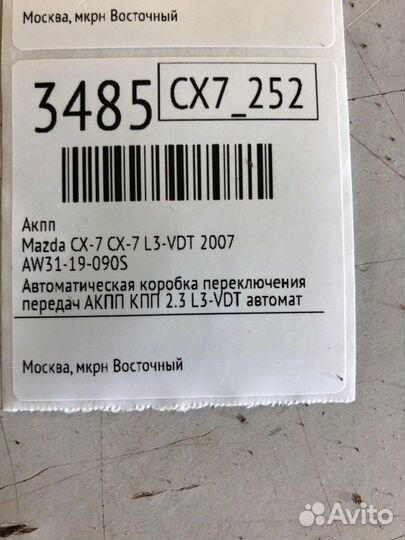 Москва, мкрн Восточный
3485 CX7_252
Акпп
Mazda CX-7 CX-7 L3-VDT 2007
AW31-19-090S
Автоматическая коробка переключения
передач АКПП КПП 2.3 L3-VDT автомат
Москва, мкрн Восточный
Avito